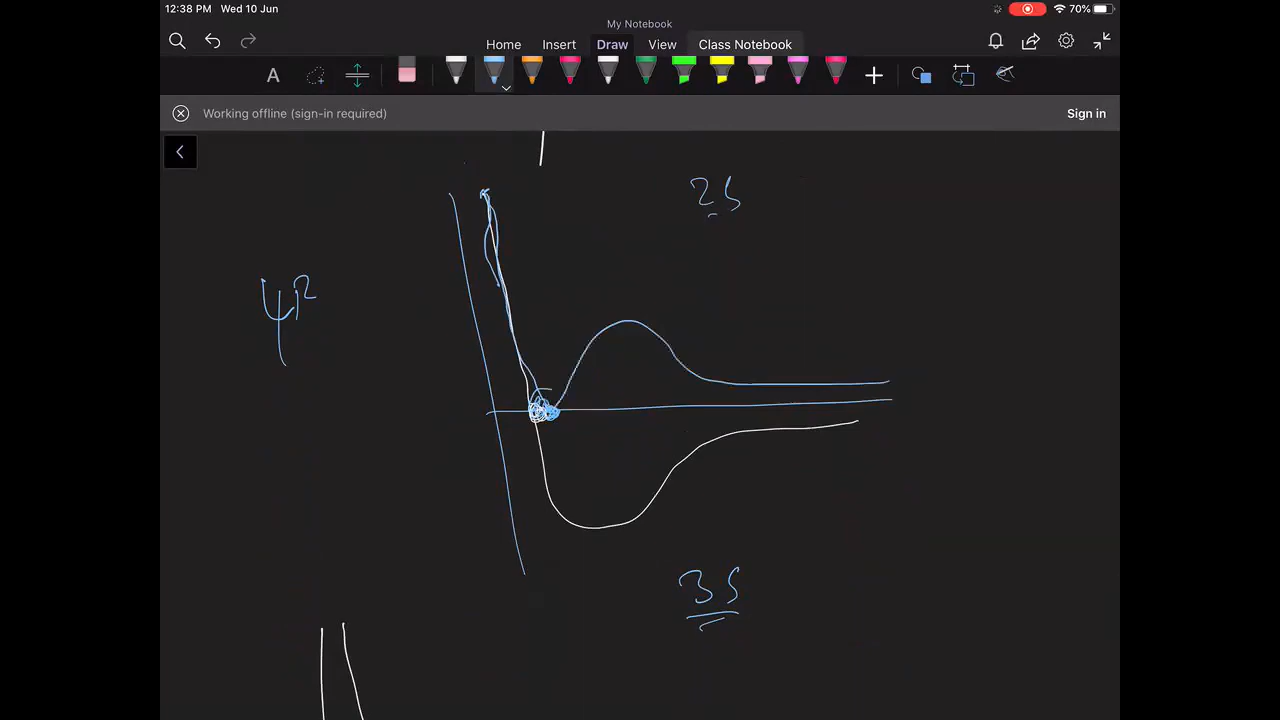 12:38 PM Wed 10 Jun
70%
My Notebook
Home Insert Draw View Class Notebook
A
Working offline (sign-in required)
Sign in
2s
ψ²
3s